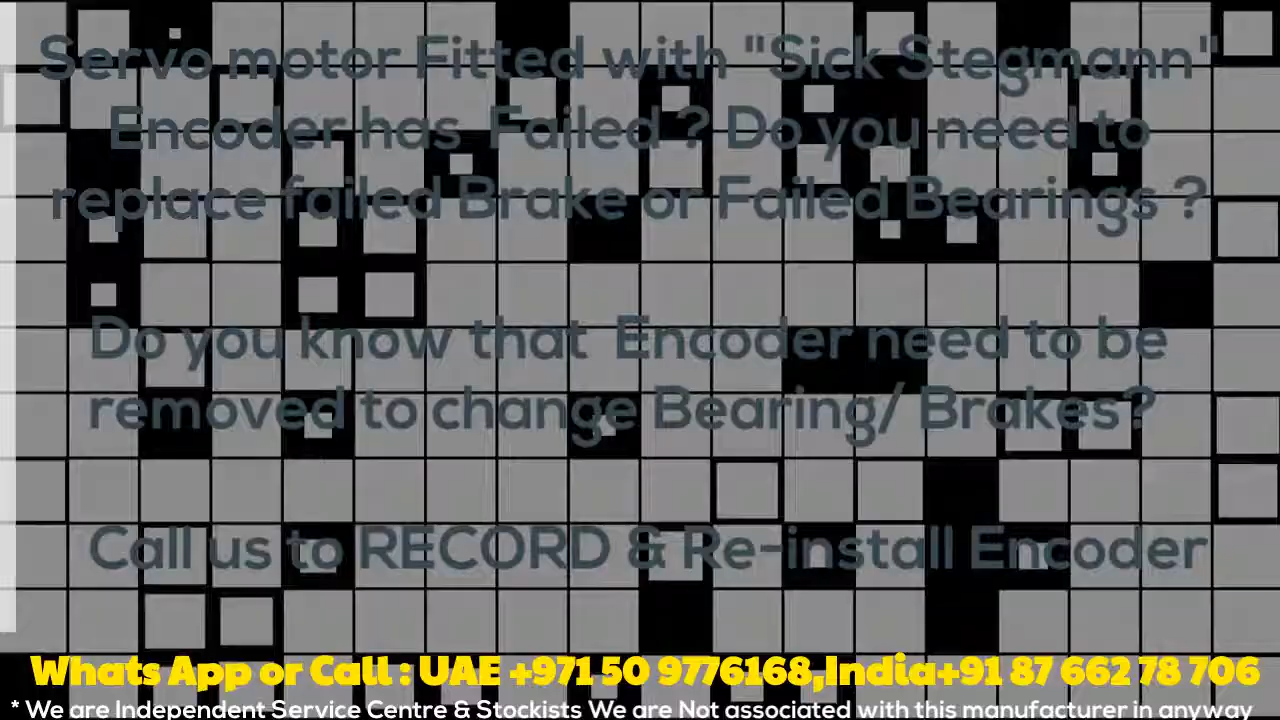 Servo motor Fitted with "Sick Stegmann"
Encoder has Failed ? Do you need to
replace failed Brake or Failed Bearings ?
Do you know that Encoder need to be
removed to change Bearing/ Brakes?
Call us to RECORD & Re-install Encoder
Whats App or Call : UAE +971 50 9776168,India+91 87 662 78 706
* We are Independent Service Centre & Stockists We are Not associated with this manufacturer in anyway